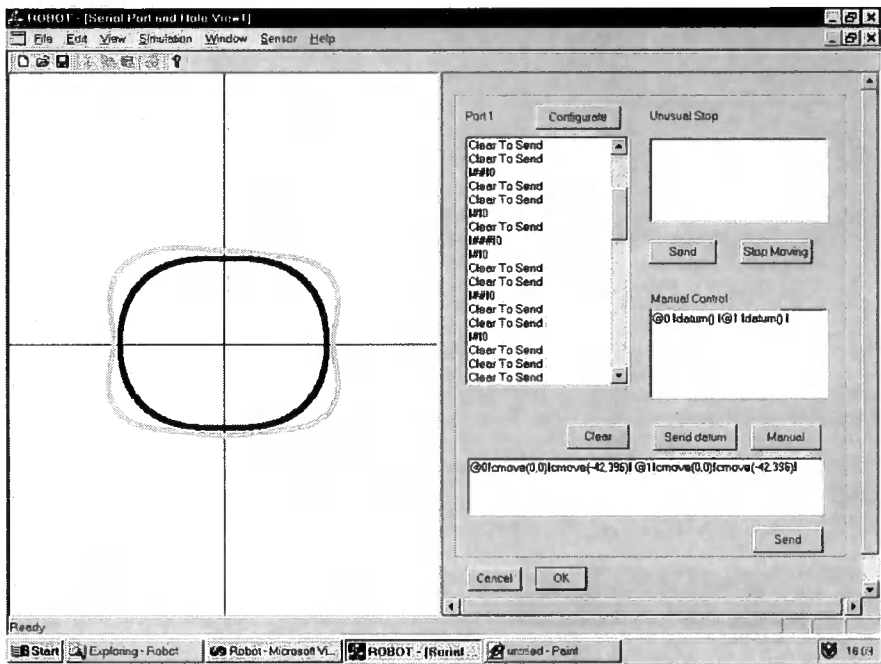 ROBOT - [Serial Port and Hole View1]
File Edit View Simulation Window Sensor Help
Port 1
Configurate
Unusual Stop
Clear To Send
Clear To Send
Clear To Send
Clear To Send
Clear To Send
Clear To Send
Clear To Send
Clear To Send
Clear To Send
Clear To Send
Clear To Send
Clear To Send
Send
Stop Moving
Manual Control
Clear
Send datum
Manual
Send
Cancel
OK
Ready
Start
Exploring - Robot
Robot - Microsoft Vi...
ROBOT - [Serial
untitled - Paint